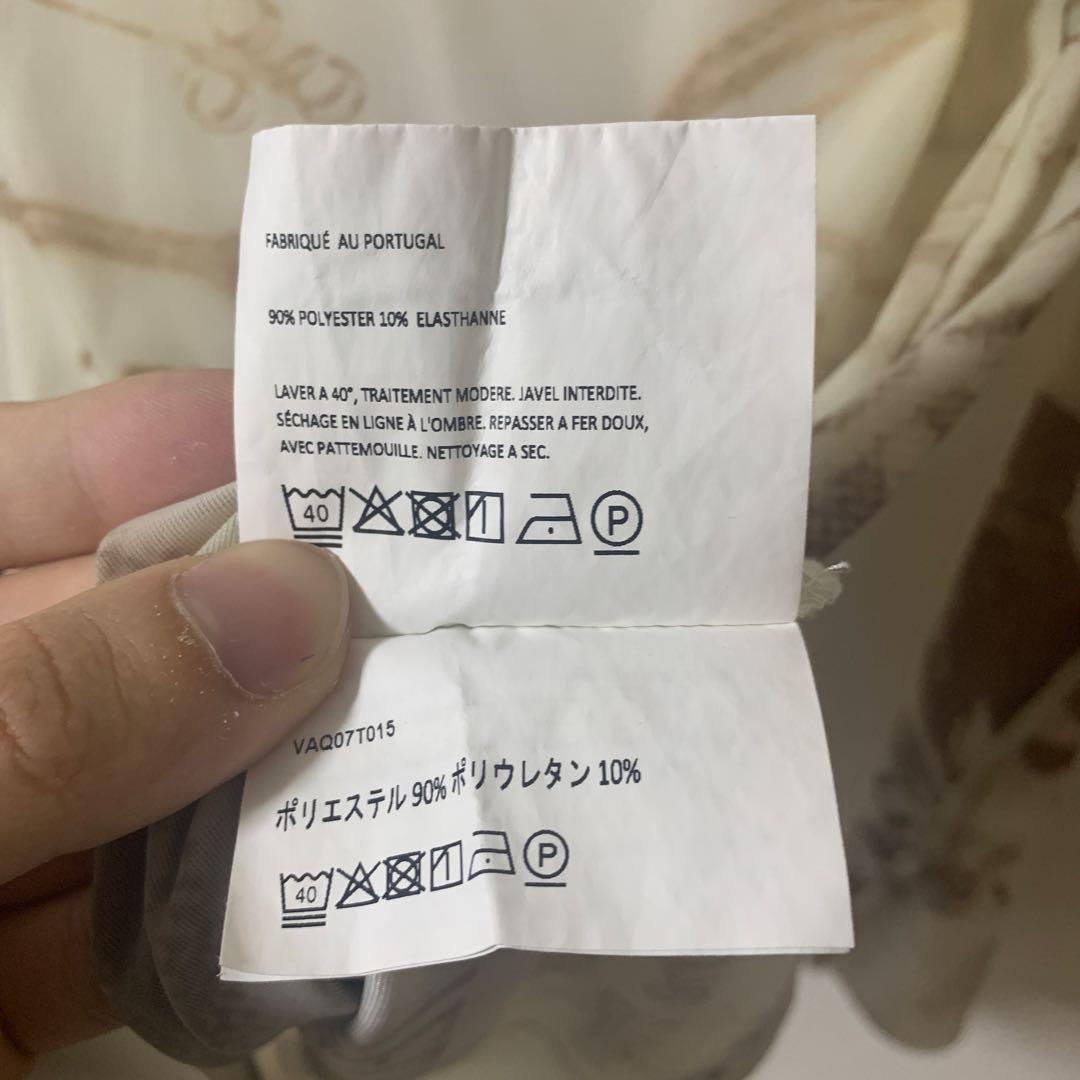 FABRIQUÉ AU PORTUGAL
90% POLYESTER 10% ELASTHANNE
LAVER A 40°, TRAITEMENT MODERE. JAVEL INTERDITE.
SÉCHAGE EN LIGNE À L'OMBRE. REPASSER A FER DOUX,
AVEC PATTEMOUILLE. NETTOYAGE A SEC.
40 P
VAQ07T015
ポリエステル 90% ポリウレタン 10%
40 P